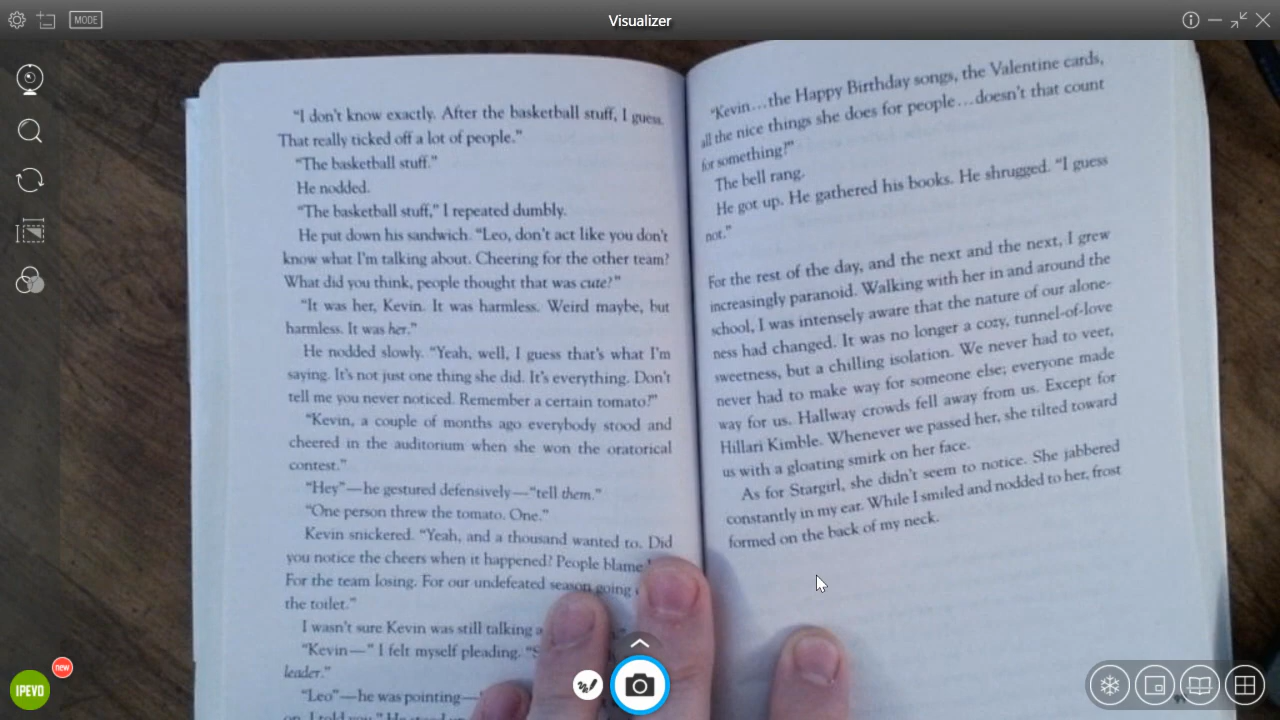 Visualizer
MODE
"I don't know exactly. After the basketball stuff, I guess.
That really ticked off a lot of people."
"The basketball stuff."
He nodded.
"The basketball stuff," I repeated dumbly.
He put down his sandwich. "Leo, don't act like you don't
know what I'm talking about. Cheering for the other team?
What did you think, people thought that was cute?"
"It was her, Kevin. It was harmless. Weird maybe, but
harmless. It was her."
He nodded slowly. "Yeah, well, I guess that's what I'm
saying. It's not just one thing she did. It's everything. Don't
tell me you never noticed. Remember a certain tomato?"
"Kevin, a couple of months ago everybody stood and
cheered in the auditorium when she won the oratorical
contest."
"Hey"—he gestured defensively—"tell them."
"One person threw the tomato. One."
Kevin snickered. "Yeah, and a thousand wanted to. Did
you notice the cheers when it happened? People blame
For the team losing. For our undefeated season going
the toilet."
I wasn't sure Kevin was still talking
"Kevin—" I felt myself pleading.
leader."
"Leo"—he was pointing—
on, I told you." He
"Kevin…the Happy Birthday songs, the Valentine cards,
all the nice things she does for people…doesn't that count
for something?"
The bell rang.
He got up. He gathered his books. He shrugged. "I guess
not."
For the rest of the day, and the next and the next, I grew
increasingly paranoid. Walking with her in and around the
school, I was intensely aware that the nature of our alone-
ness had changed. It was no longer a cozy, tunnel-of-love
sweetness, but a chilling isolation. We never had to veer,
never had to make way for someone else; everyone made
way for us. Hallway crowds fell away from us. Except for
Hillari Kimble. Whenever we passed her, she tilted toward
us with a gloating smirk on her face.
As for Stargirl, she didn't seem to notice. She jabbered
constantly in my ear. While I smiled and nodded to her, frost
formed on the back of my neck.
new
IPEVO